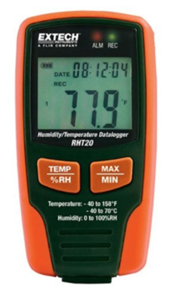 EXTECH
A FLIR COMPANY
ALM REC
DATE 08-12-04
REC
77.9°F
Humidity/Temperature Datalogger
RHT20
TEMP
%RH
MAX
MIN
Temperature: - 40 to 158°F
- 40 to 70°C
Humidity: 0 to 100%RH